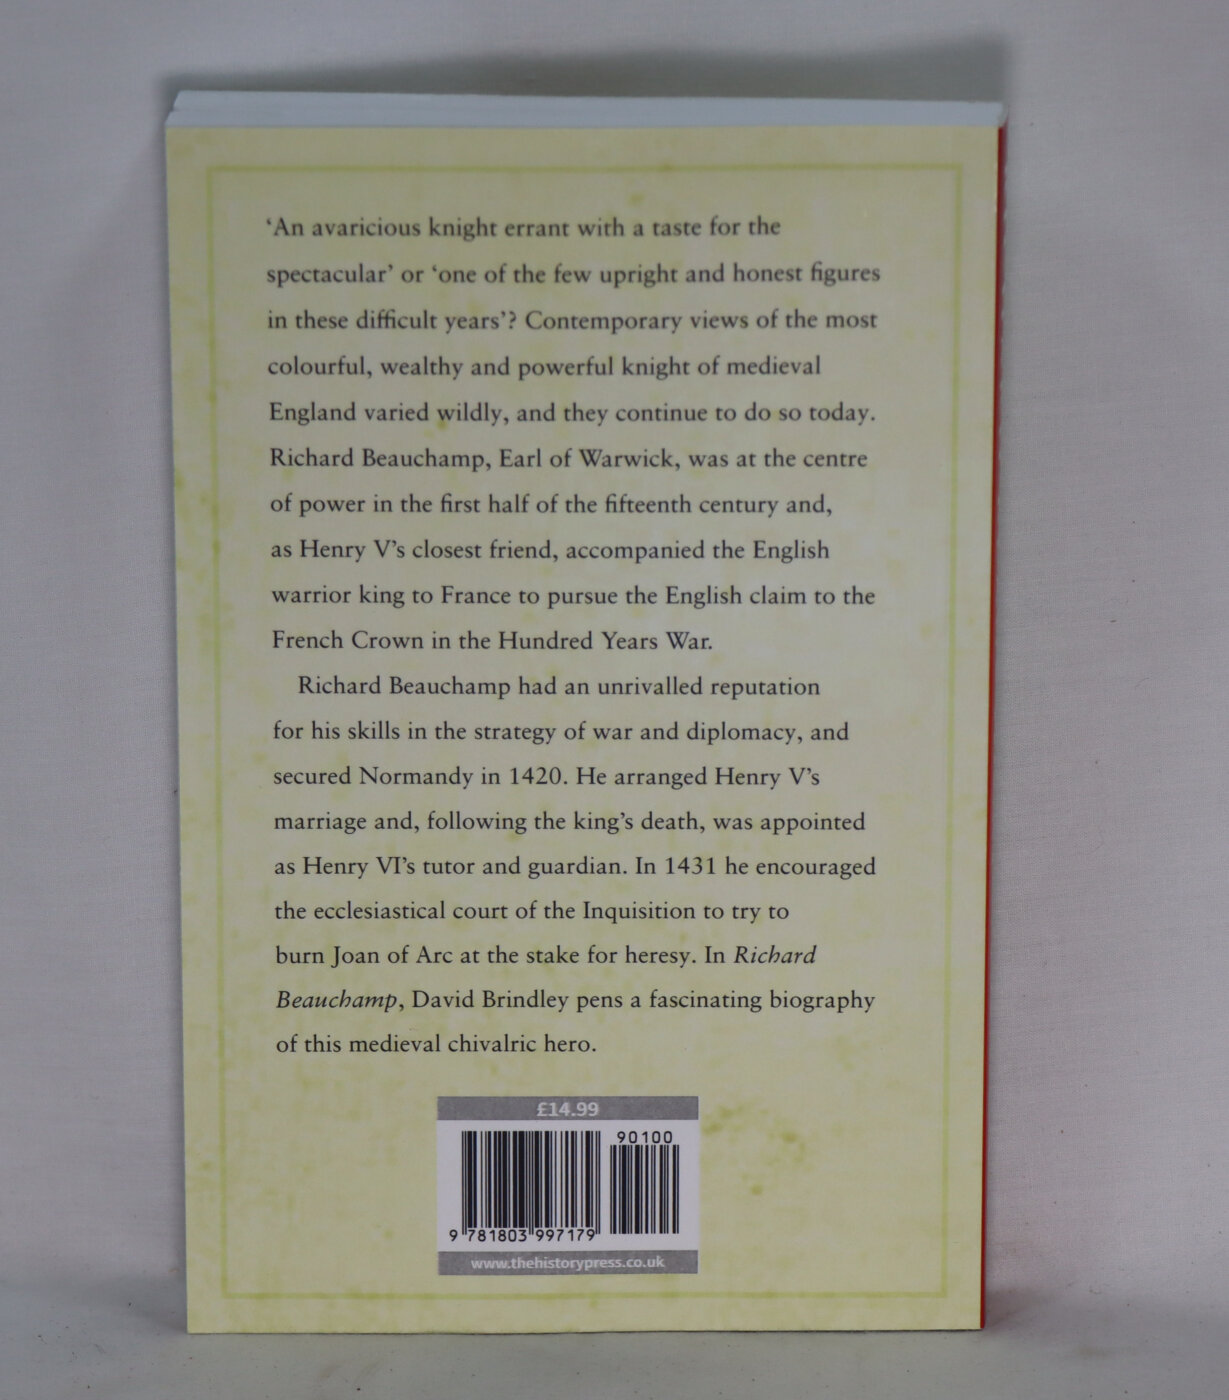 ‘An avaricious knight errant with a taste for the
spectacular’ or ‘one of the few upright and honest figures
in these difficult years’? Contemporary views of the most
colourful, wealthy and powerful knight of medieval
England varied wildly, and they continue to do so today.
Richard Beauchamp, Earl of Warwick, was at the centre
of power in the first half of the fifteenth century and,
as Henry V’s closest friend, accompanied the English
warrior king to France to pursue the English claim to the
French Crown in the Hundred Years War.
Richard Beauchamp had an unrivalled reputation
for his skills in the strategy of war and diplomacy, and
secured Normandy in 1420. He arranged Henry V’s
marriage and, following the king’s death, was appointed
as Henry VI’s tutor and guardian. In 1431 he encouraged
the ecclesiastical court of the Inquisition to try to
burn Joan of Arc at the stake for heresy. In Richard
Beauchamp, David Brindley pens a fascinating biography
of this medieval chivalric hero.
£14.99
90100
9 781803 997179
www.thehistorypress.co.uk